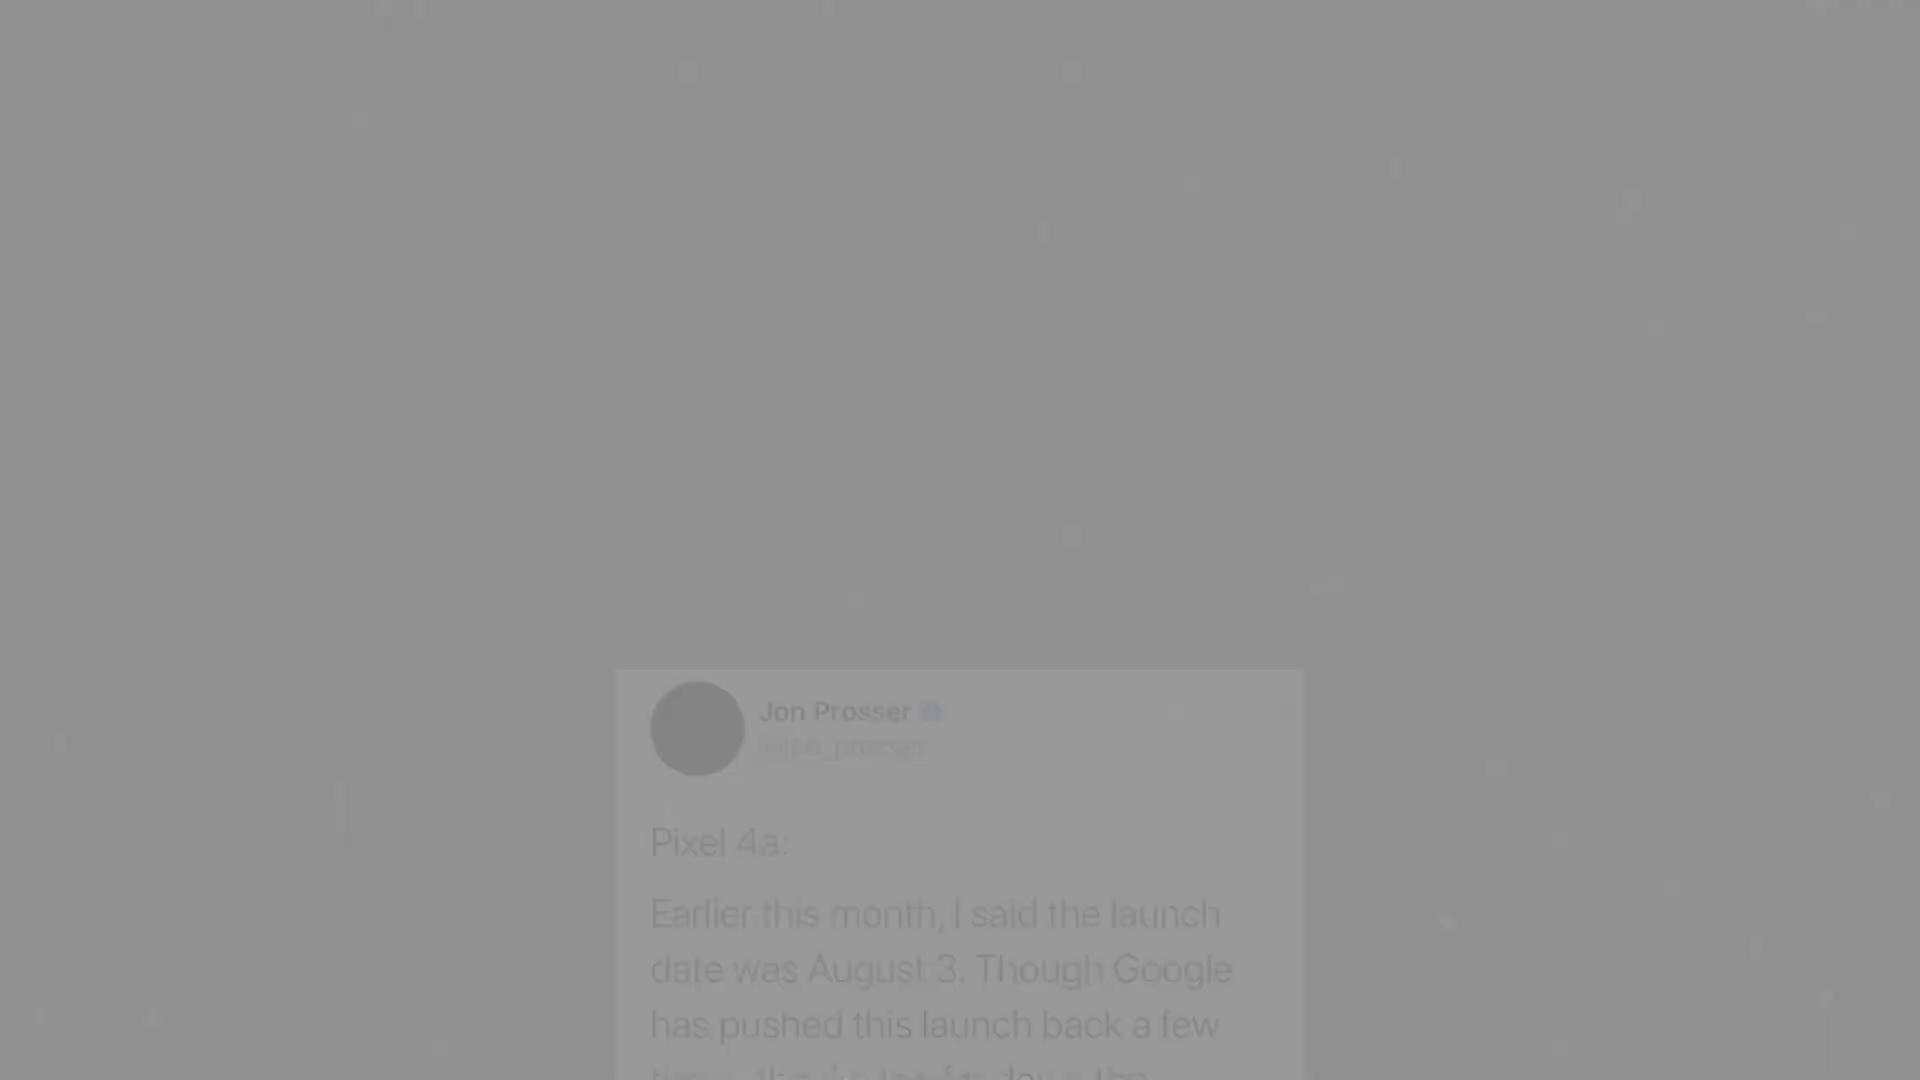 Jon Prosser
Pixel 4a:
Earlier this month, I said the launch
date was August 3. Though Google
has pushed this launch back a few